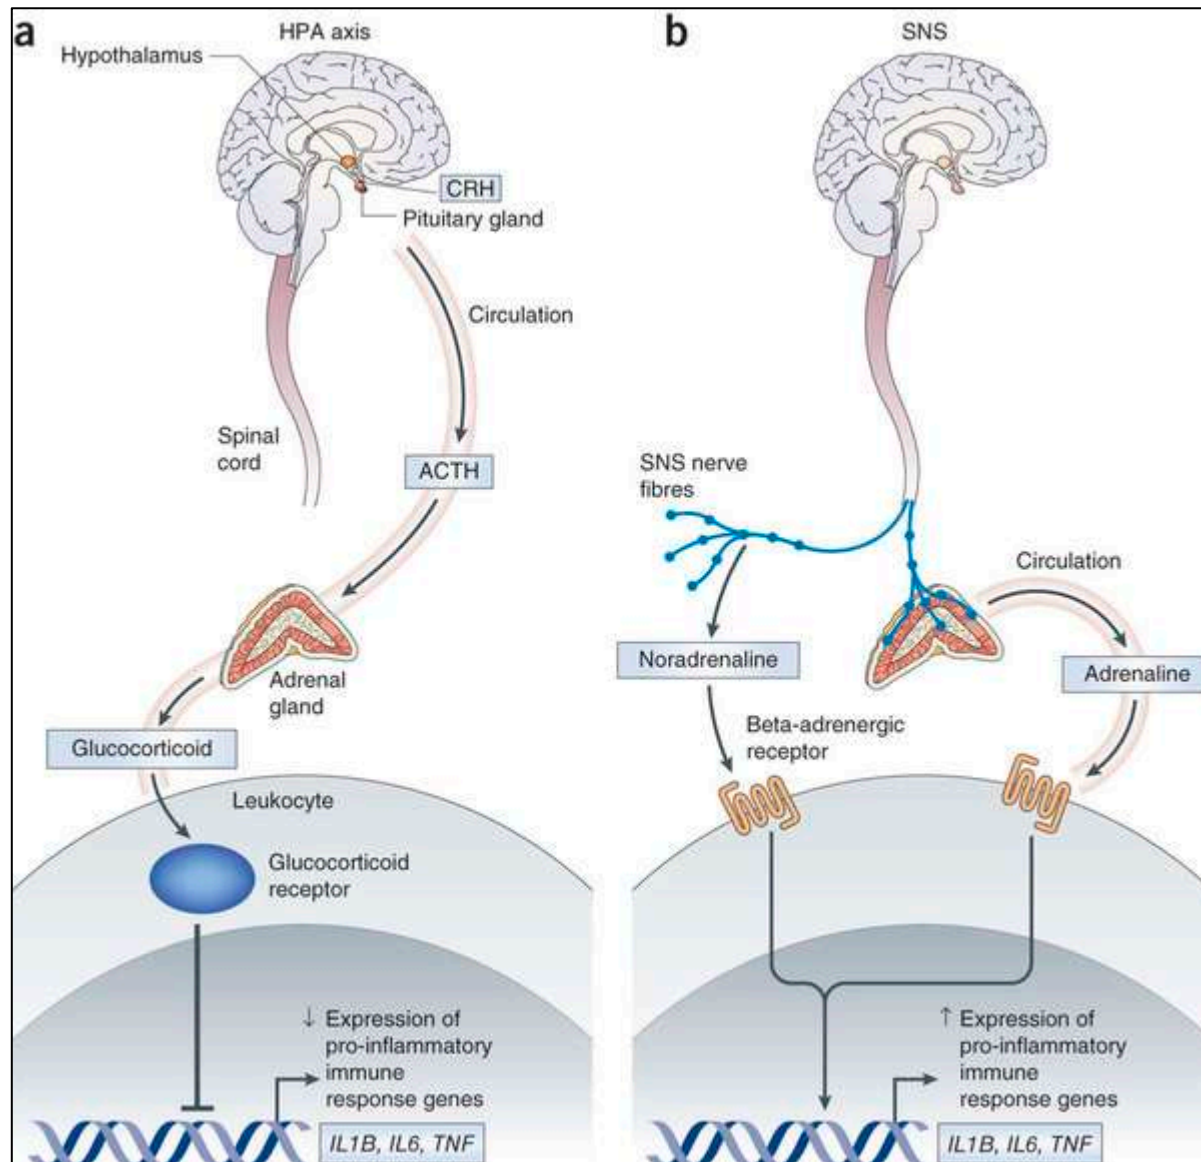 a
HPA axis
Hypothalamus
CRH
Pituitary gland
Circulation
Spinal
cord
ACTH
Adrenal
gland
Glucocorticoid
Leukocyte
Glucocorticoid
receptor
↓ Expression of
pro-inflammatory
immune
response genes
IL1B, IL6, TNF
b
SNS
SNS nerve
fibres
Circulation
Noradrenaline
Adrenaline
Beta-adrenergic
receptor
↑ Expression of
pro-inflammatory
immune
response genes
IL1B, IL6, TNF